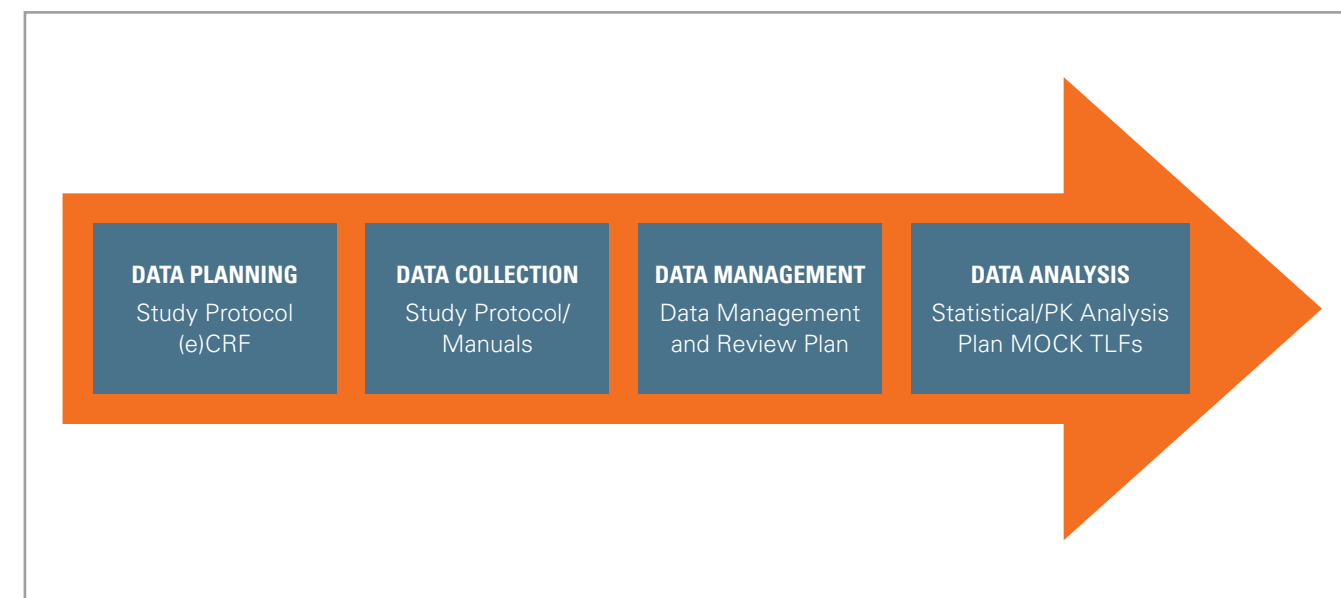 DATA PLANNING
Study Protocol
(e)CRF
DATA COLLECTION
Study Protocol/
Manuals
DATA MANAGEMENT
Data Management
and Review Plan
DATA ANALYSIS
Statistical/PK Analysis
Plan MOCK TLFs